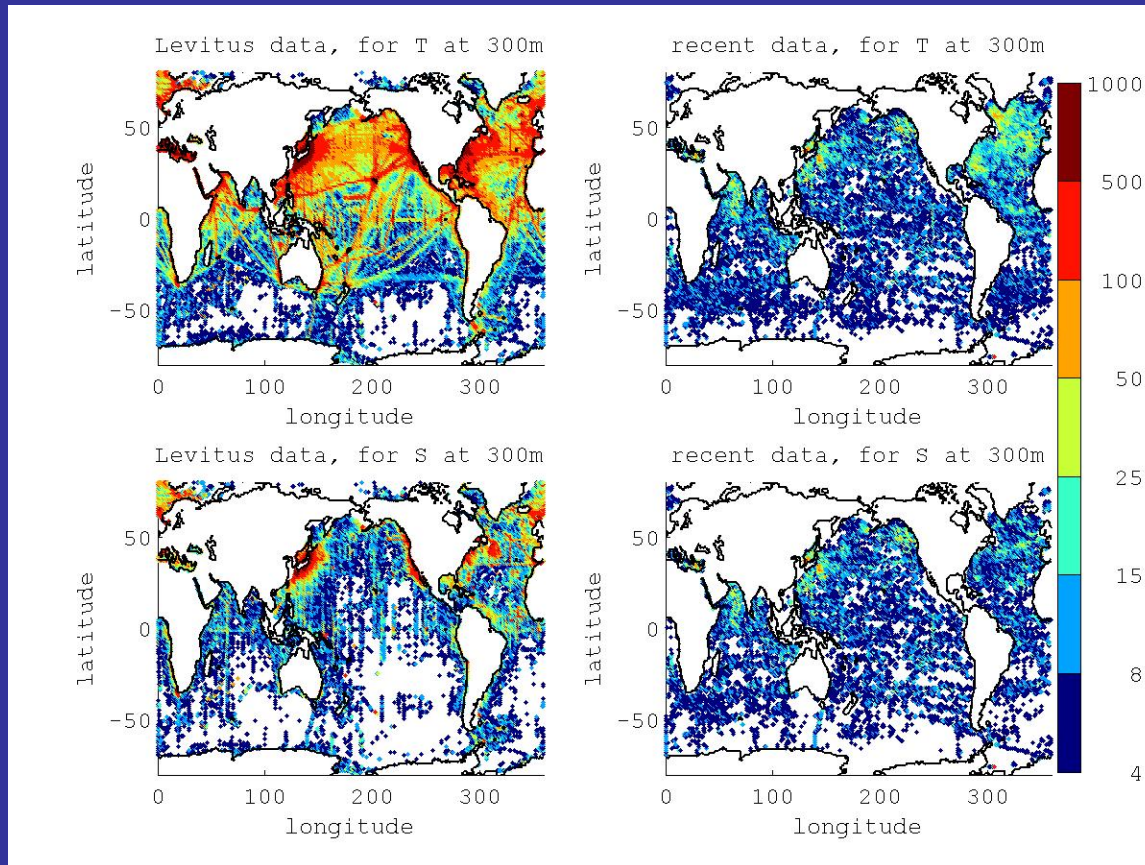 Levitus data, for T at 300m
50
0
-50
latitude
0 100 200 300
longitude
recent data, for T at 300m
50
0
-50
latitude
0 100 200 300
longitude
Levitus data, for S at 300m
50
0
-50
latitude
0 100 200 300
longitude
recent data, for S at 300m
50
0
-50
latitude
0 100 200 300
longitude
1000
500
100
50
25
15
8
4